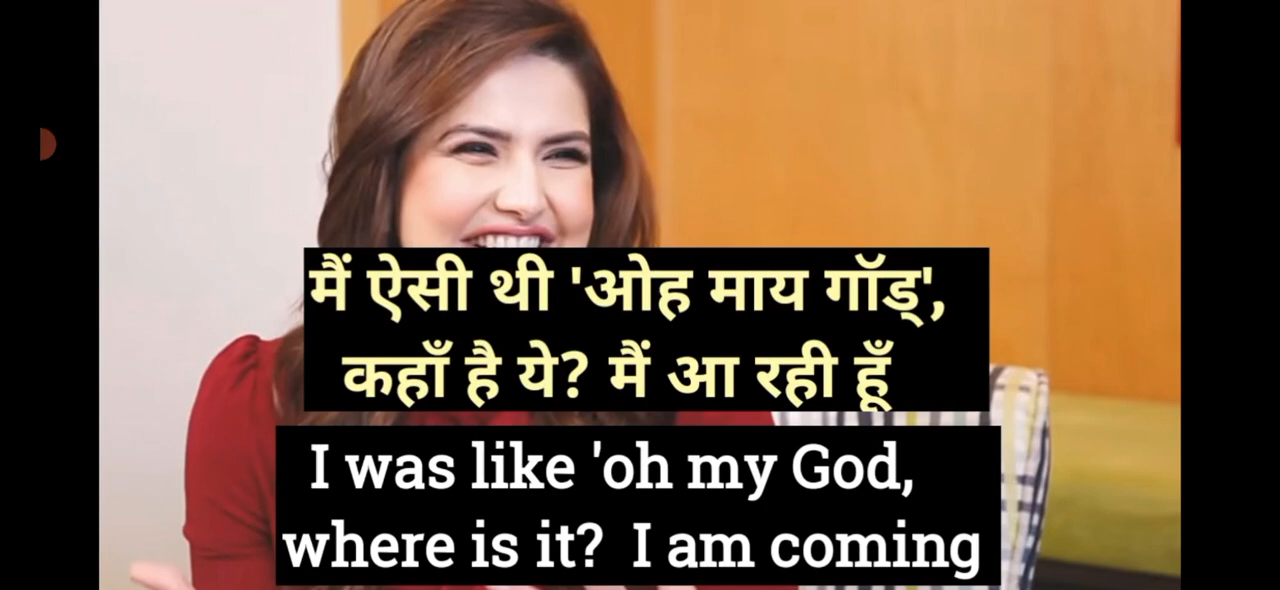 मैं ऐसी थी 'ओह माय गॉड्',
कहाँ है ये? मैं आ रही हूँ
I was like 'oh my God,
where is it? I am coming